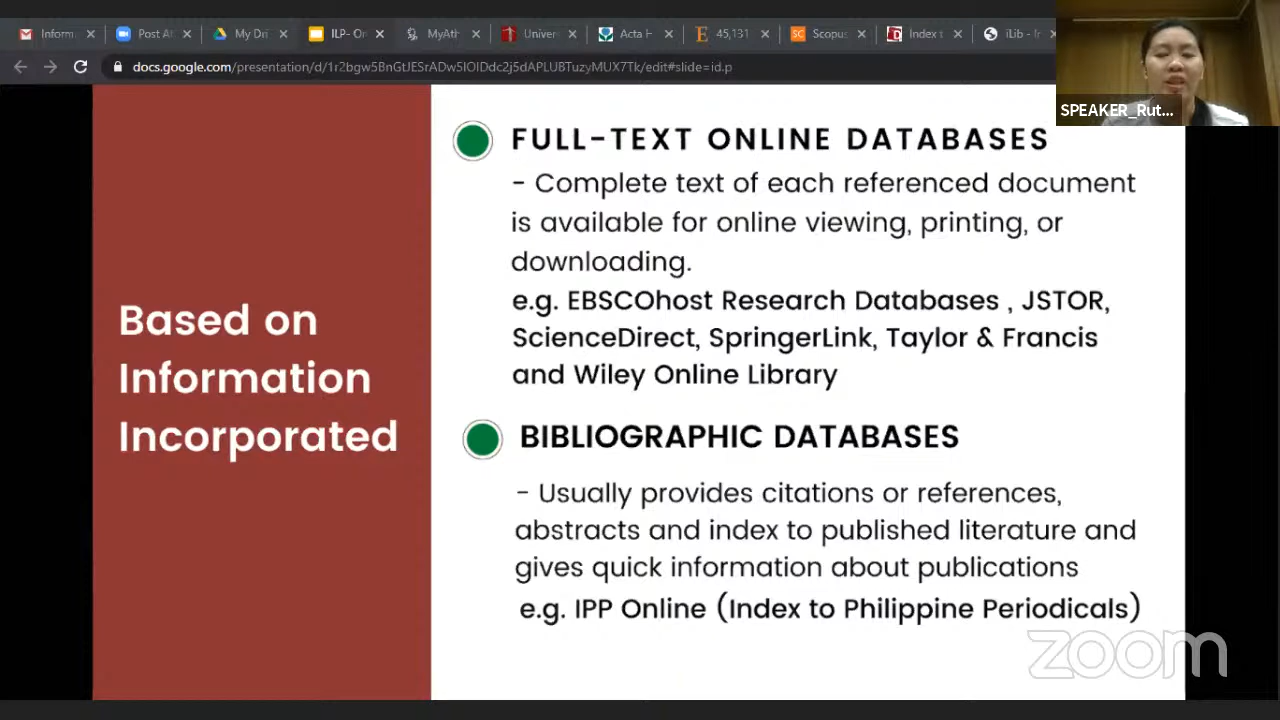 Inform
Post At
My Dri
ILP- On
MyAth
Univer
Acta H
45,131
Scopus
Index t
iLib - In
docs.google.com/presentation/d/1r2bgw5BnGtJESrADw5IOIDdc2j5dAPLUBTuzyMUX7Tk/edit#slide=id.p
SPEAKER_Rut...
Based on
Information
Incorporated
FULL-TEXT ONLINE DATABASES
- Complete text of each referenced document
is available for online viewing, printing, or
downloading.
e.g. EBSCOhost Research Databases , JSTOR,
ScienceDirect, SpringerLink, Taylor & Francis
and Wiley Online Library
BIBLIOGRAPHIC DATABASES
- Usually provides citations or references,
abstracts and index to published literature and
gives quick information about publications
e.g. IPP Online (Index to Philippine Periodicals)
zoom